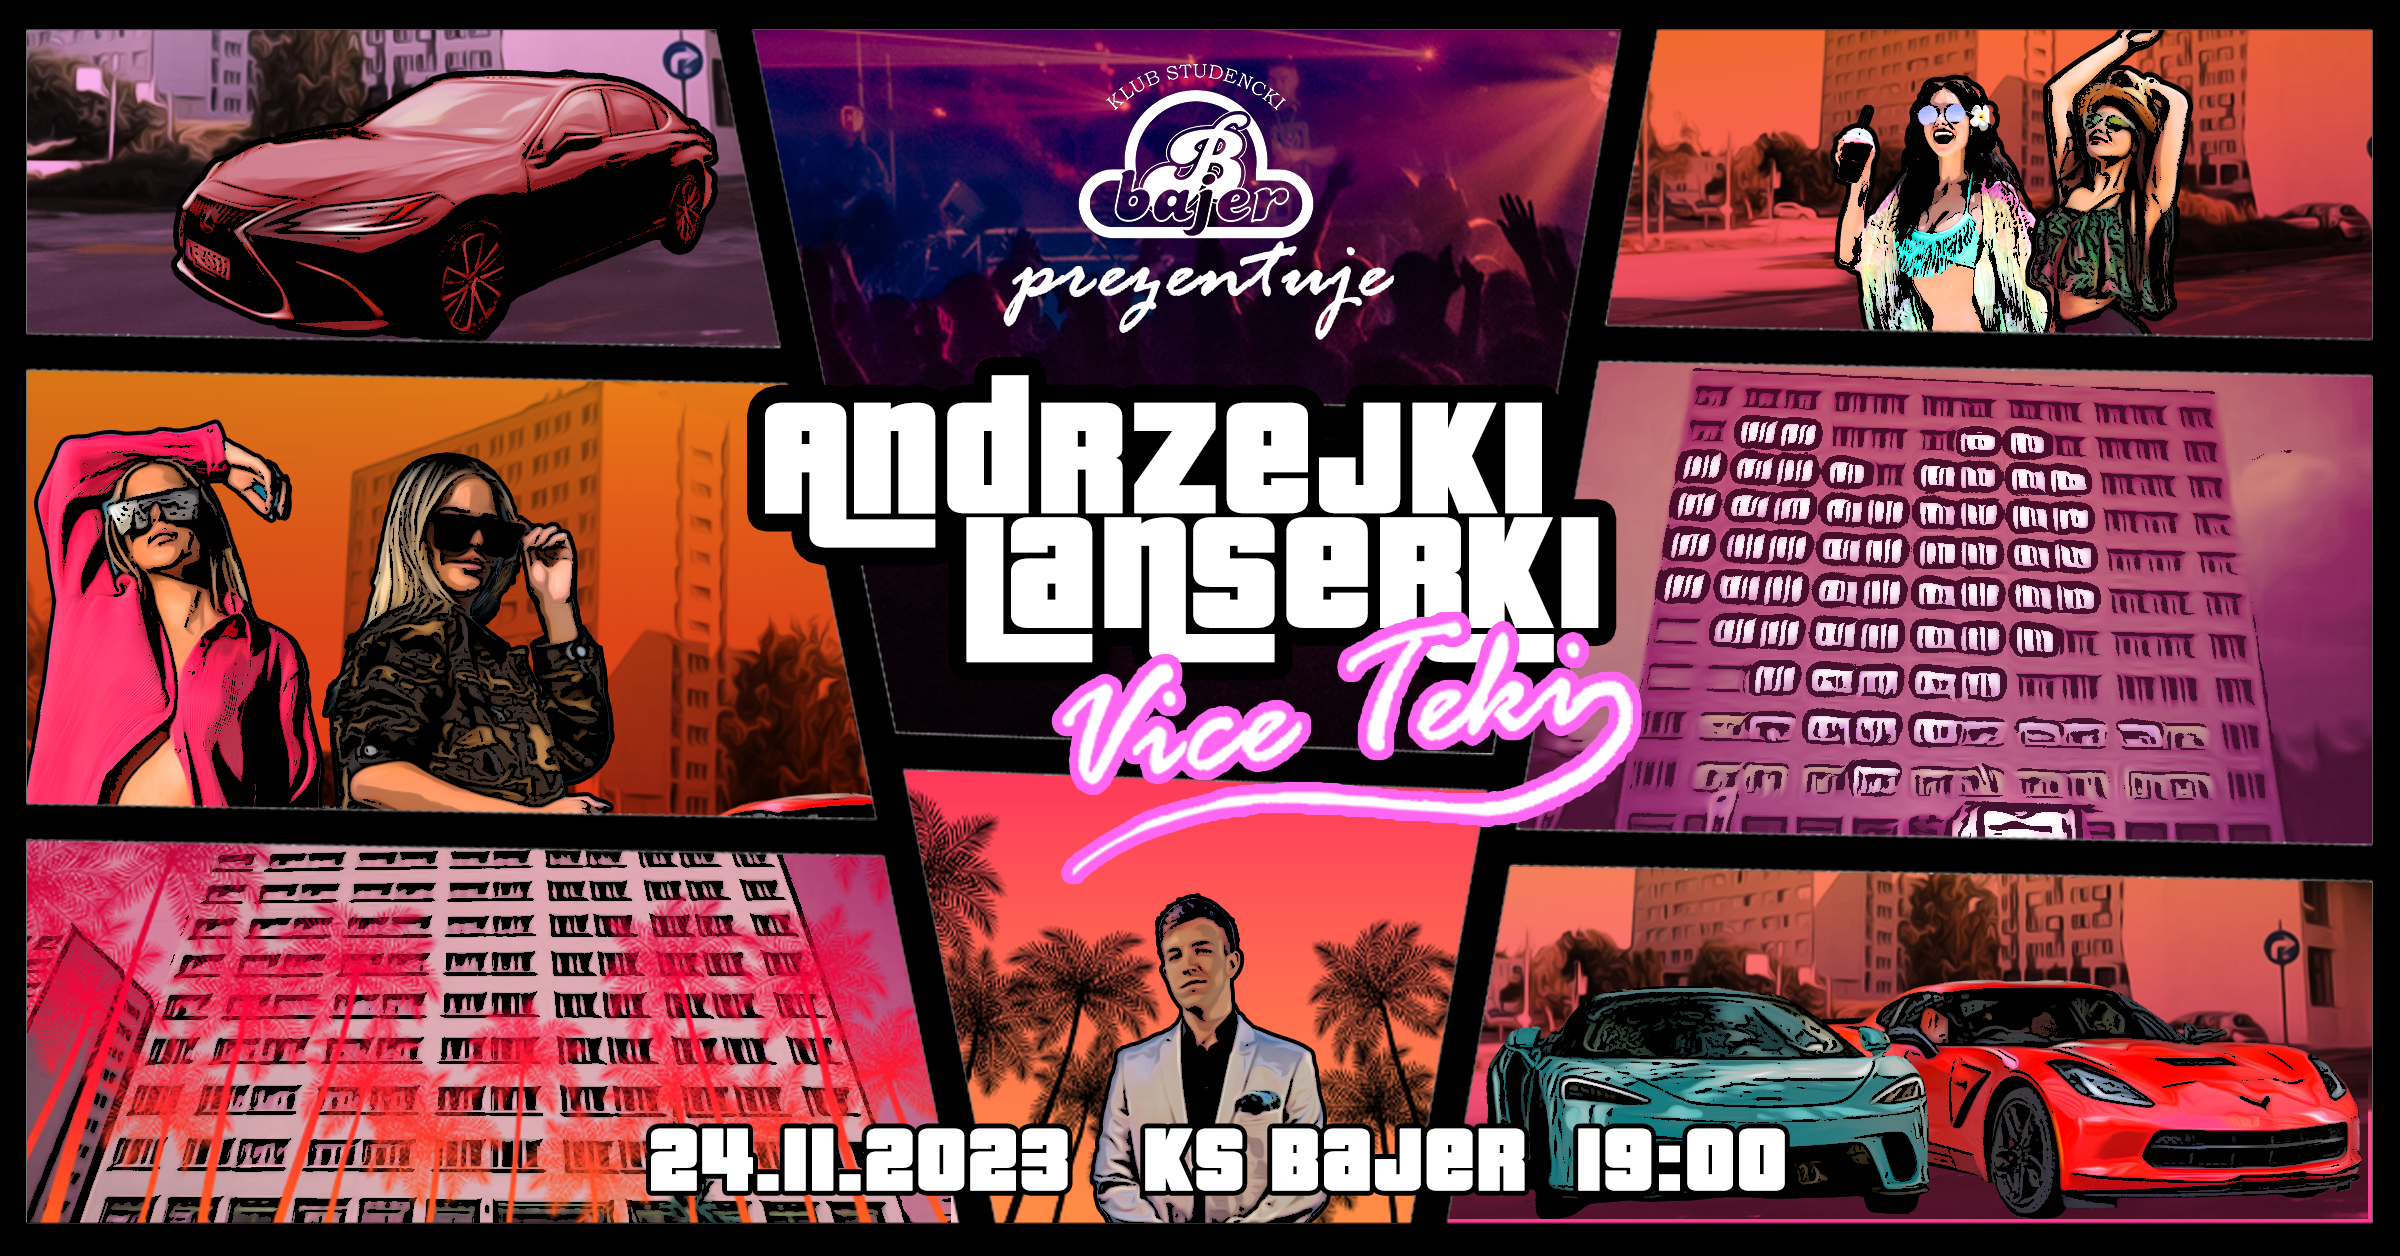 KLUB STUDENCKI
B
bajer
prezentuje
ANDRZEJKI
LANSERKI
Vice Teki
24.11.2023 KS BAJER 19:00